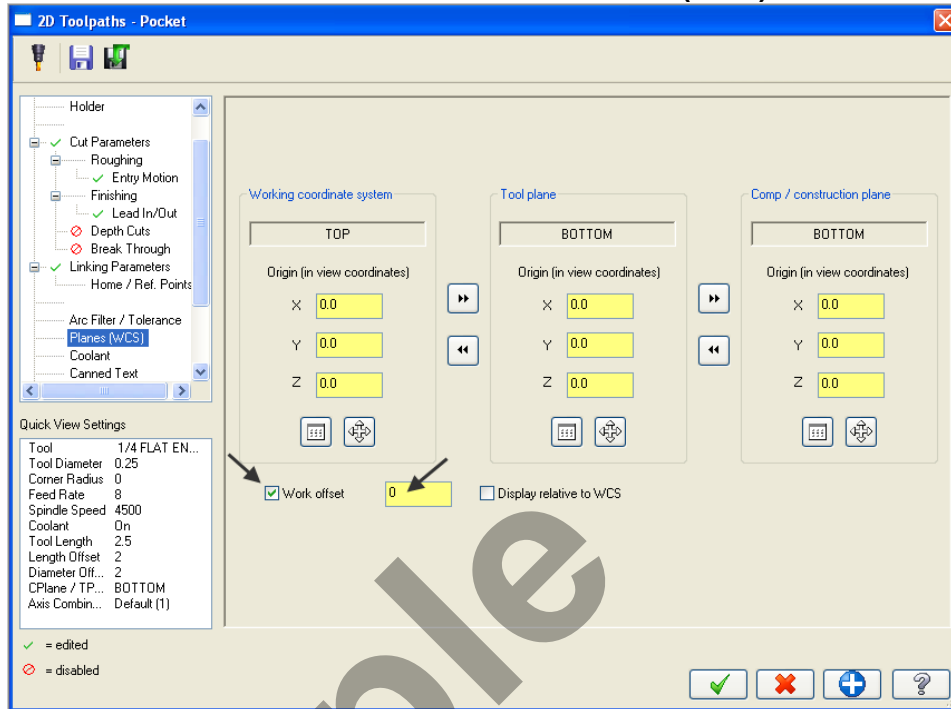 2D Toolpaths - Pocket
Holder
Cut Parameters
Roughing
Entry Motion
Finishing
Lead In/Out
Depth Cuts
Break Through
Linking Parameters
Home / Ref. Points
Arc Filter / Tolerance
Planes (WCS)
Coolant
Canned Text
Quick View Settings
Tool 1/4 FLAT EN...
Tool Diameter 0.25
Corner Radius 0
Feed Rate 8
Spindle Speed 4500
Coolant On
Tool Length 2.5
Length Offset 2
Diameter Off... 2
CPlane / TP... BOTTOM
Axis Combin... Default (1)
= edited
= disabled
Working coordinate system
TOP
Origin (in view coordinates)
X 0.0
Y 0.0
Z 0.0
Tool plane
BOTTOM
Origin (in view coordinates)
X 0.0
Y 0.0
Z 0.0
Comp / construction plane
BOTTOM
Origin (in view coordinates)
X 0.0
Y 0.0
Z 0.0
Work offset 0
Display relative to WCS